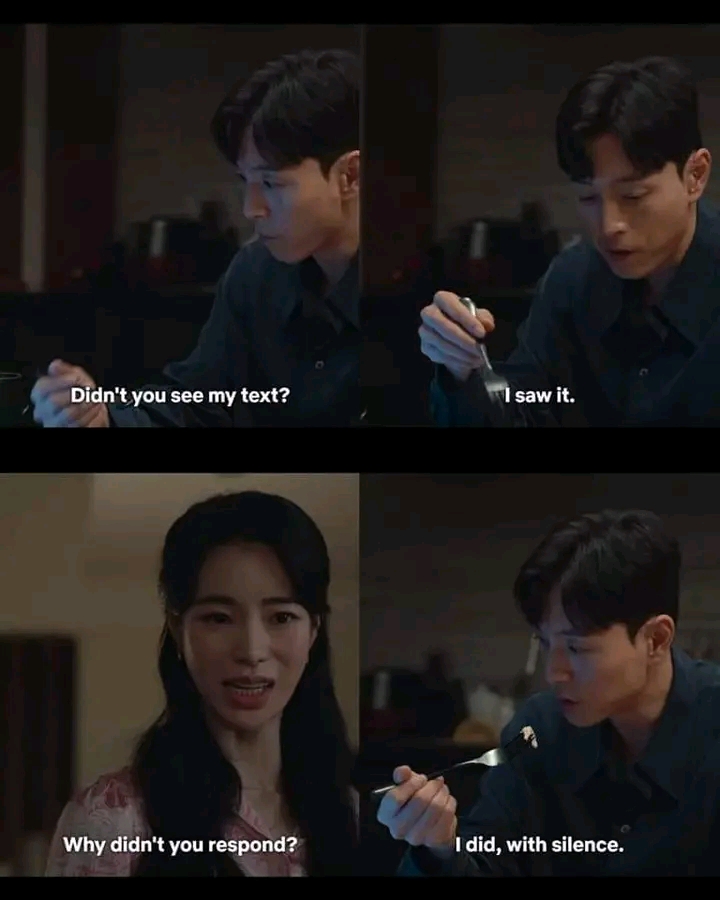 Didn't you see my text?
I saw it.
Why didn't you respond?
I did, with silence.